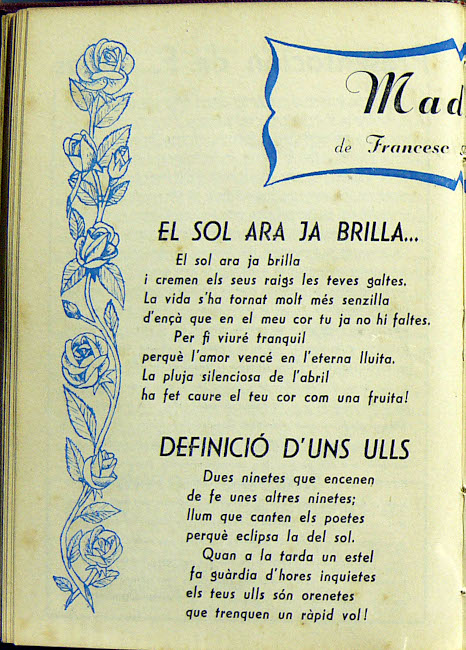 Mad
de Francesc
EL SOL ARA JA BRILLA...
El sol ara ja brilla
i cremen els seus raigs les teves galtes.
La vida s'ha tornat molt més senzilla
d'ençà que en el meu cor tu ja no hi faltes.
Per fi viuré tranquil
perquè l'amor vencé en l'eterna lluita.
La pluja silenciosa de l'abril
ha fet caure el teu cor com una fruita!
DEFINICIÓ D'UNS ULLS
Dues ninetes que encenen
de fe unes altres ninetes;
llum que canten els poetes
perquè eclipsa la del sol.
Quan a la tarda un estel
fa guàrdia d'hores inquietes
els teus ulls són orenetes
que trenquen un ràpid vol!